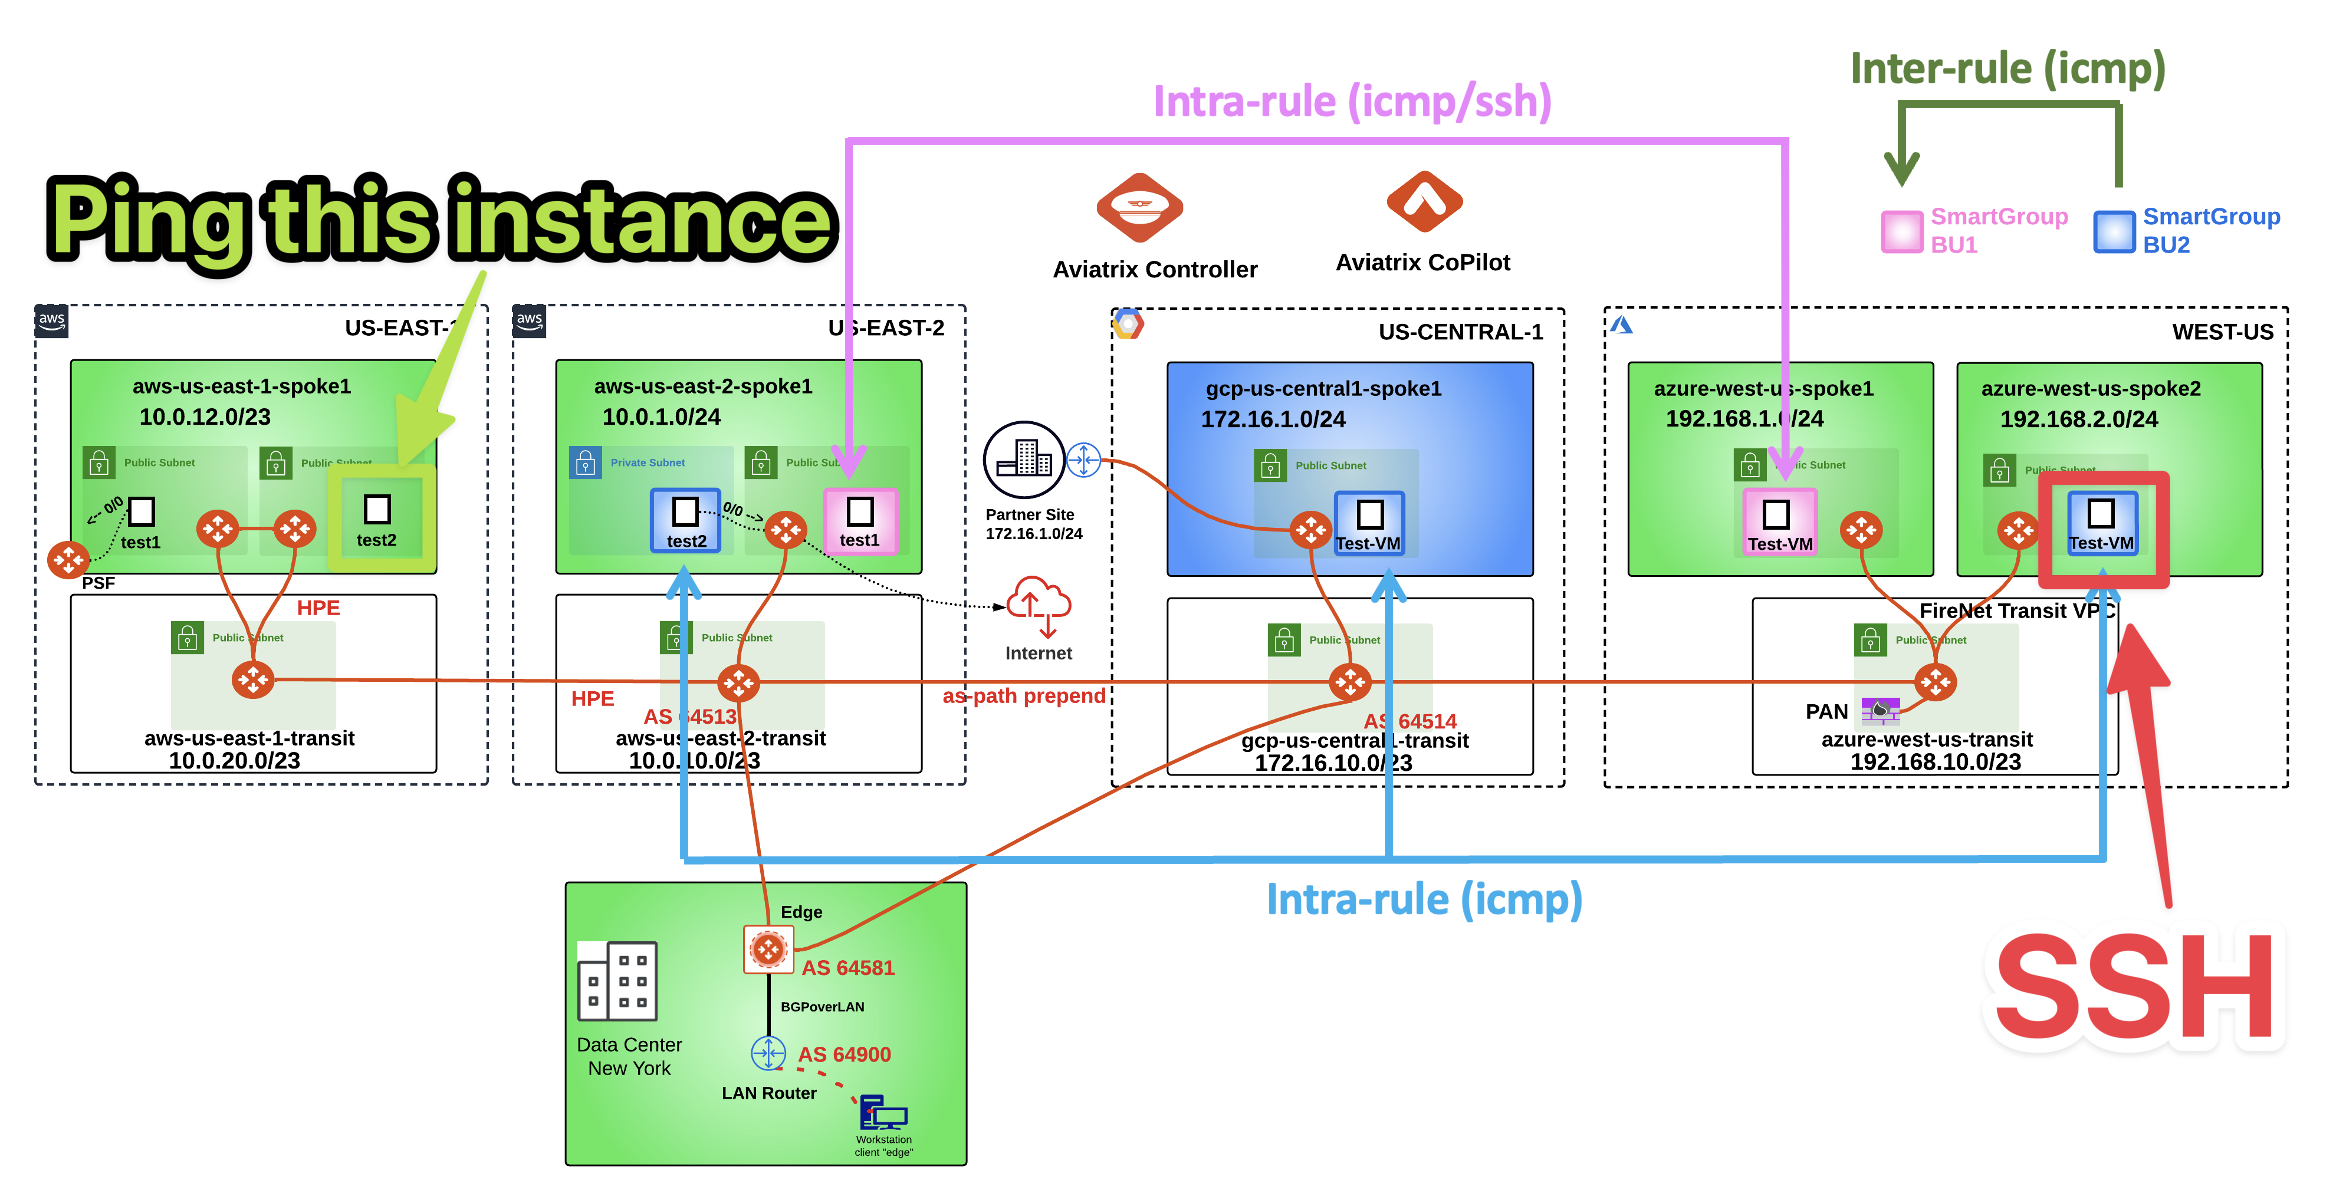 Inter-rule (icmp)
Intra-rule (icmp/ssh)
Ping this instance
SmartGroup
BU1
SmartGroup
BU2
Aviatrix Controller
Aviatrix CoPilot
aws
US-EAST-1
aws-us-east-1-spoke1
10.0.12.0/23
Public Subnet
Public Subnet
<-- 0/0
test1
test2
PSF
HPE
Public Subnet
aws-us-east-1-transit
10.0.20.0/23
aws
US-EAST-2
aws-us-east-2-spoke1
10.0.1.0/24
Private Subnet
Public Subnet
0/0 -->
test2
test1
Public Subnet
HPE
AS 64513
aws-us-east-2-transit
10.0.10.0/23
Partner Site
172.16.1.0/24
Internet
as-path prepend
US-CENTRAL-1
gcp-us-central1-spoke1
172.16.1.0/24
Public Subnet
Test-VM
Public Subnet
AS 64514
gcp-us-central1-transit
172.16.10.0/23
WEST-US
azure-west-us-spoke1
192.168.1.0/24
Public Subnet
Test-VM
azure-west-us-spoke2
192.168.2.0/24
Public Subnet
Test-VM
FireNet Transit VPC
Public Subnet
PAN
azure-west-us-transit
192.168.10.0/23
Intra-rule (icmp)
SSH
Edge
AS 64581
BGPoverLAN
Data Center
New York
AS 64900
LAN Router
Workstation
client "edge"